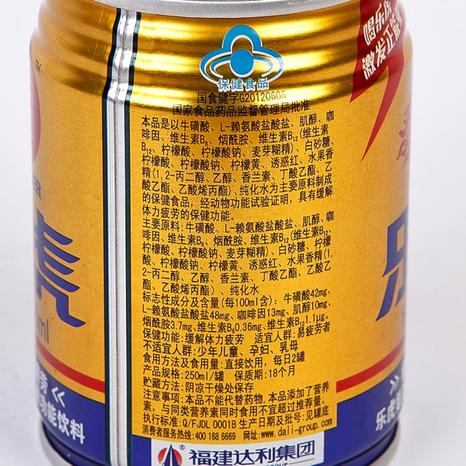 保健食品
国食健字G20120606
国家食品药品监督管理局批准
本品是以牛磺酸、L-赖氨酸盐酸盐、肌醇、咖
啡因、维生素B₆、烟酰胺、维生素B₁₂(维生素
B₁₂、柠檬酸、柠檬酸钠、麦芽糊精)、白砂糖、
柠檬酸、柠檬酸钠、柠檬黄、诱惑红、水果香
精(1,2-丙二醇、乙醇、香兰素、丁酸乙酯、乙
酸乙酯、乙酸烯丙酯)、纯化水为主要原料制成
的保健食品,经动物功能试验证明,具有缓解
体力疲劳的保健功能。
主要原料:牛磺酸、L-赖氨酸盐酸盐、肌醇、咖
啡因、维生素B₆、烟酰胺、维生素B₁₂(维生素
B₁₂、柠檬酸、柠檬酸钠、麦芽糊精)、白砂糖、柠檬
酸、柠檬酸钠、柠檬黄、诱惑红、水果香精(1,
2-丙二醇、乙醇、香兰素、丁酸乙酯、乙酸乙
酯、乙酸烯丙酯)、纯化水
标志性成分及含量(每100ml含):牛磺酸42mg、
L-赖氨酸盐酸盐48mg、咖啡因13mg、肌醇10mg、
烟酰胺3.7mg、维生素B₆0.36mg、维生素B₁₂1.1μg。
保健功能:缓解体力疲劳 适宜人群:易疲劳者
不适宜人群:少年儿童、孕妇、乳母
食用方法及食用量:直接饮用,每日2罐
产品规格:250ml/罐 保质期:18个月
贮藏方法:阴凉干燥处保存
注意事项:本品不能代替药物、本品添加了营养
素,与同类营养素同时食用不宜超过推荐量。
执行标准:Q/FJDL 0001B 生产日期:见罐底
消费者服务热线:400 168 6669 网址:www.dali-group.com
福建达利集团
喝乐虎
激发正能
虎
ml
能饮料
乐虎